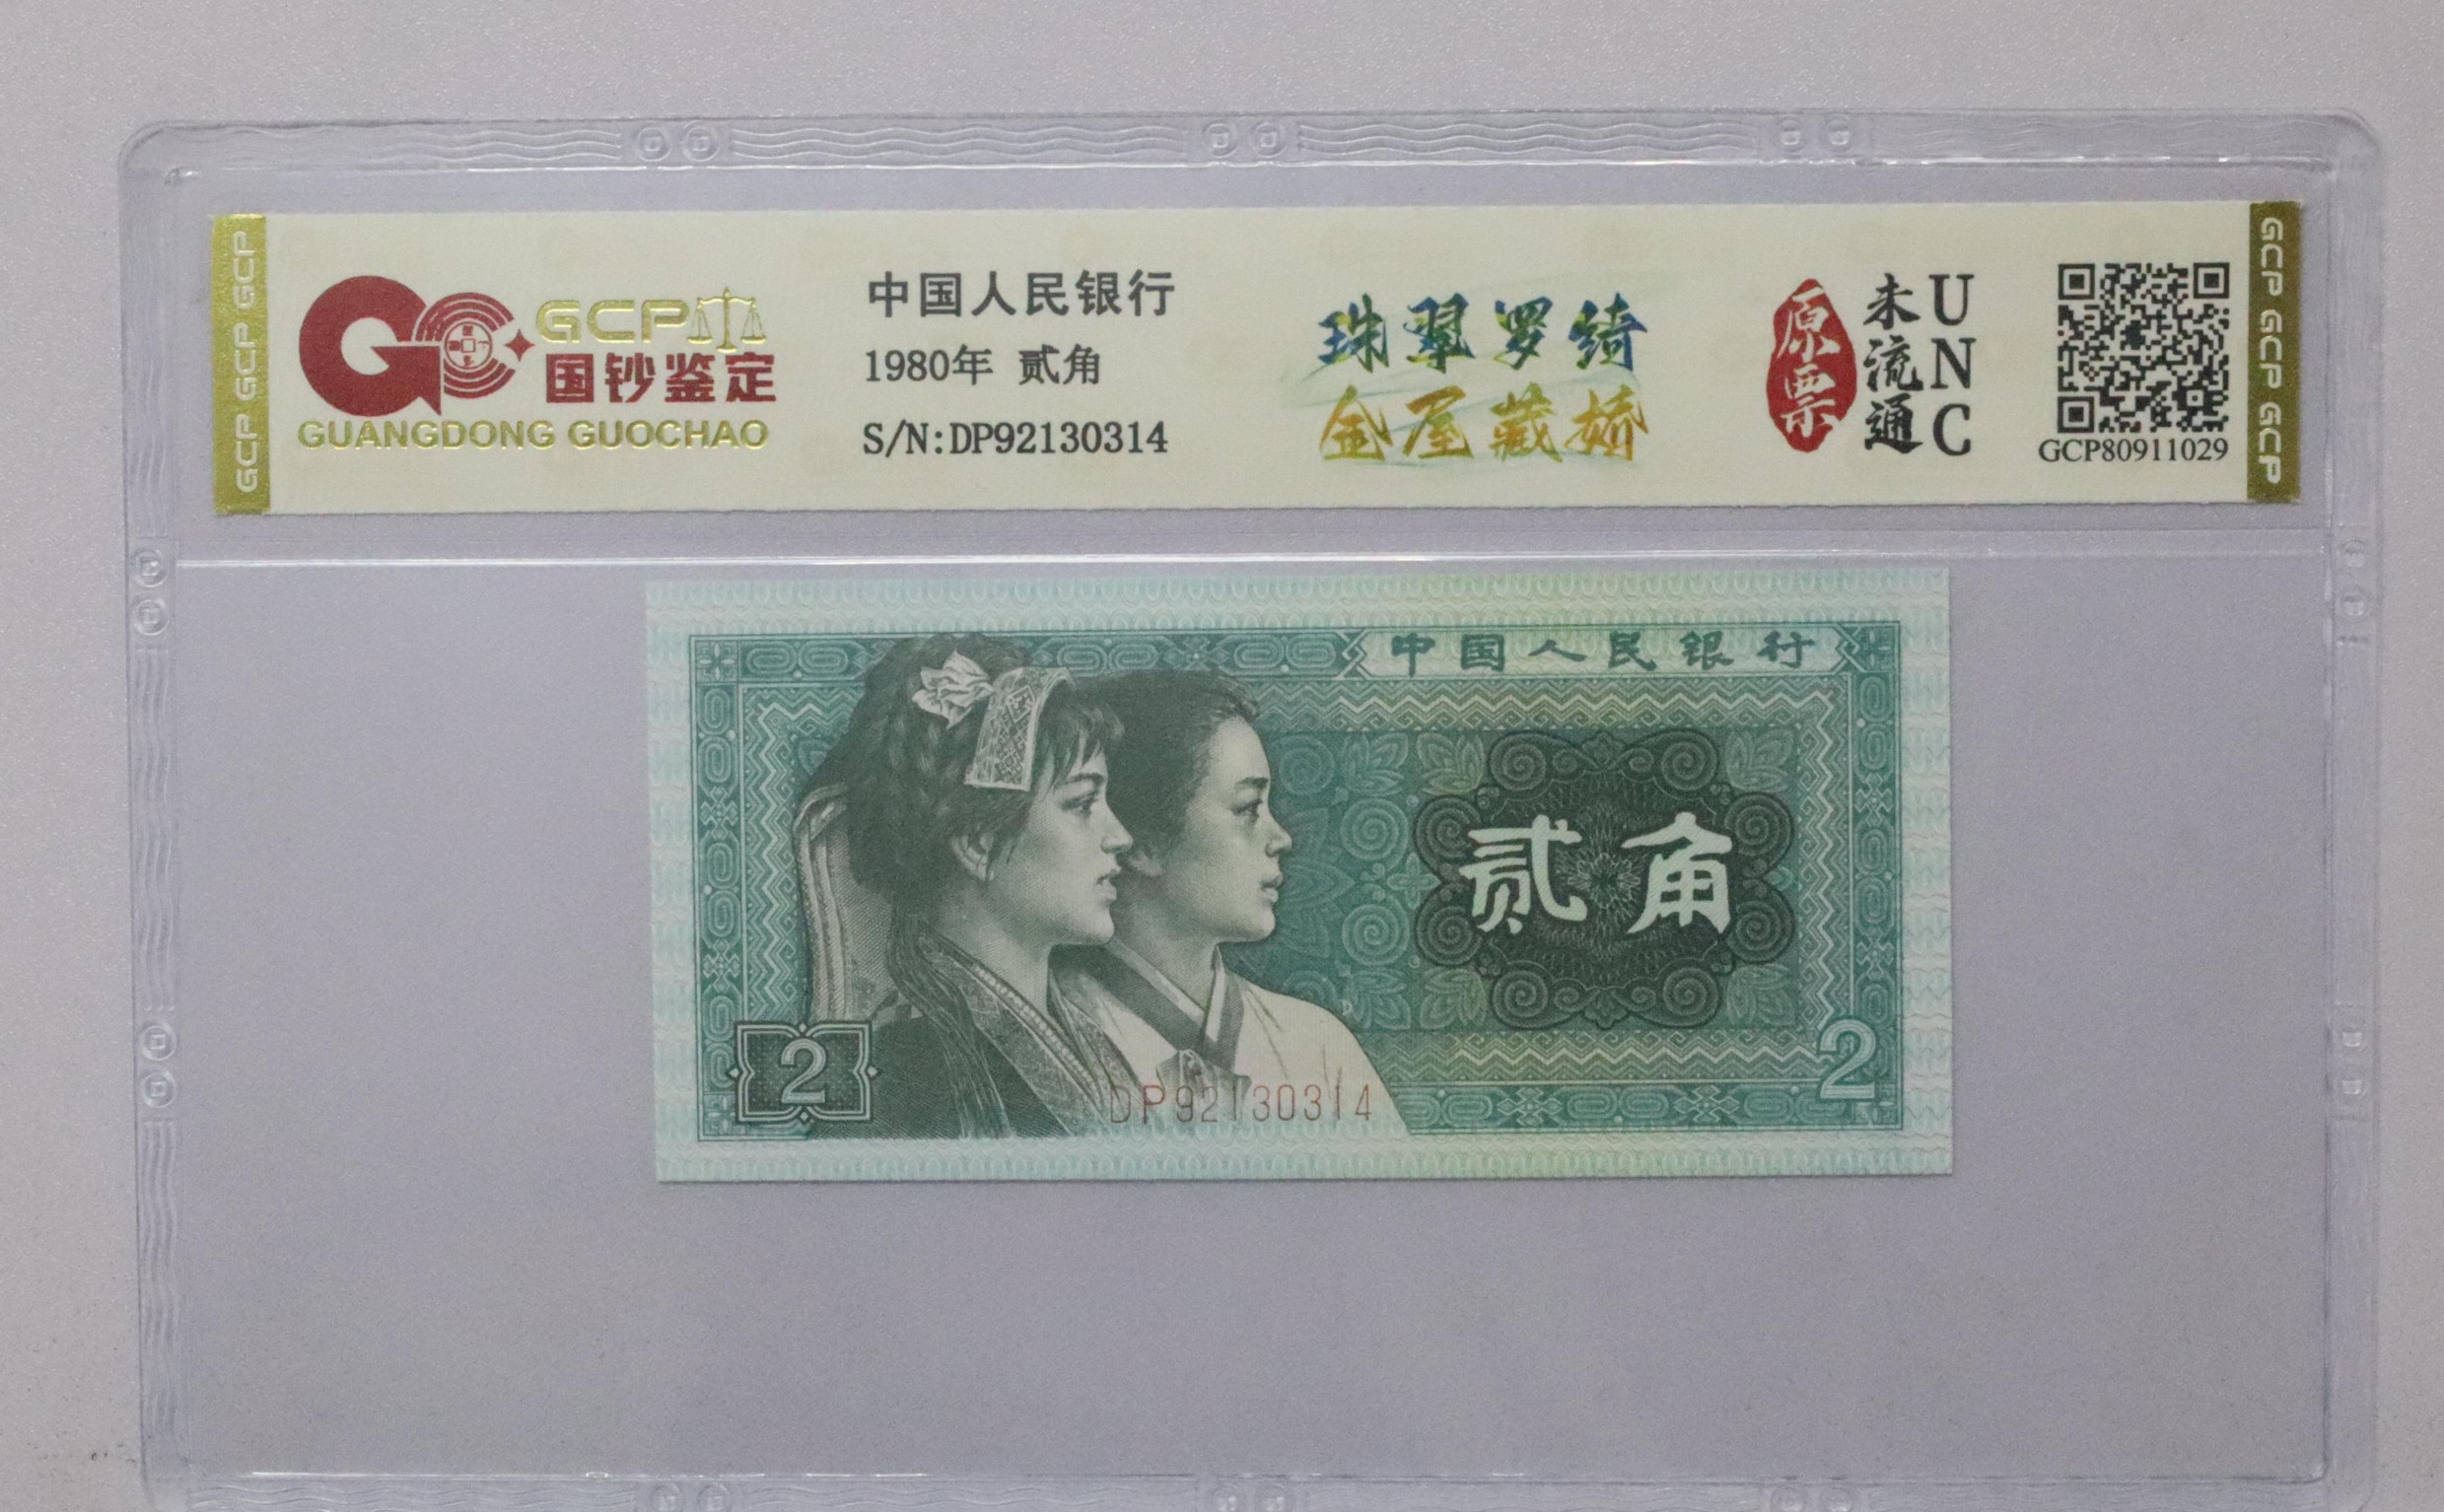 GCP GCP GCP
GCP
国钞鉴定
GUANGDONG GUOCHAO
中国人民银行
1980年 贰角
S/N:DP92130314
珠翠罗绮
金屋藏娇
原票
未流通
UNC
GCP80911029
GCP GCP GCP
中国人民银行
贰角
2
2
DP92130314